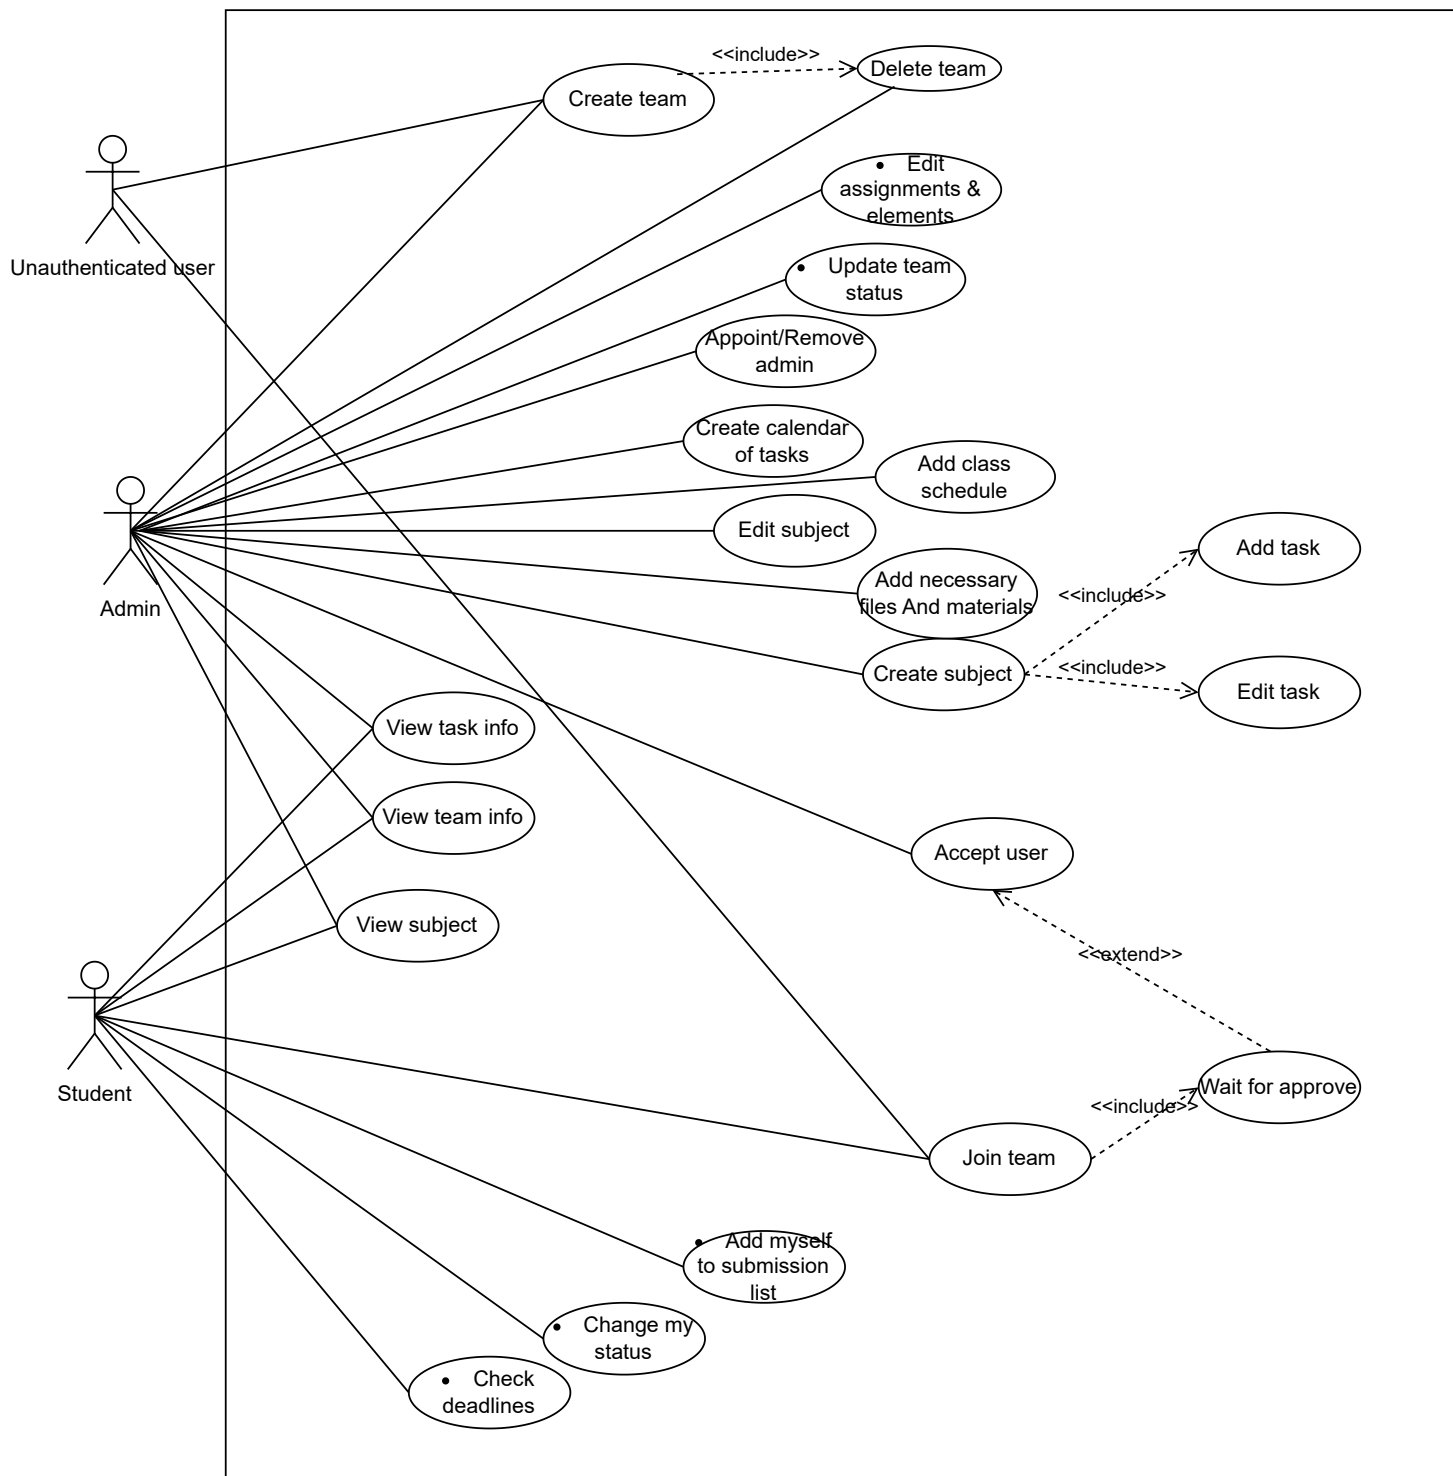 <<include>>
Delete team
Create team
• Edit
assignments &
elements
Unauthenticated user
• Update team
status
Appoint/Remove
admin
Create calendar
of tasks
Add class
schedule
Edit subject
Add task
Admin
Add necessary
files And materials
<<include>>
Create subject
<<include>>
Edit task
View task info
View team info
Accept user
View subject
<<extend>>
Student
Wait for approve
<<include>>
Join team
• Add myself
to submission
list
• Change my
status
• Check
deadlines